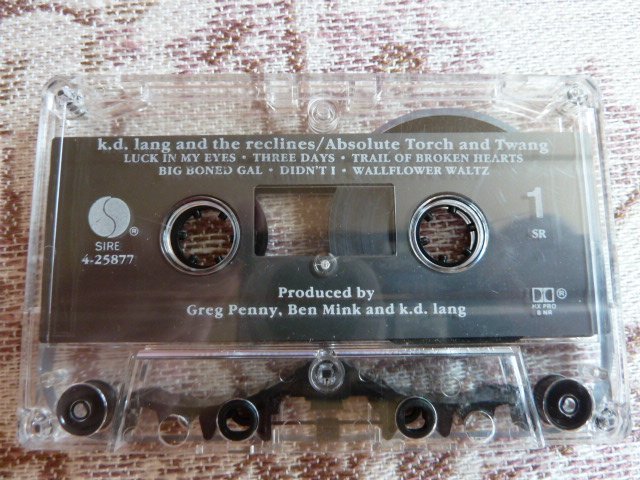 k.d. lang and the reclines/Absolute Torch and Twang
LUCK IN MY EYES • THREE DAYS • TRAIL OF BROKEN HEARTS
BIG BONED GAL • DIDN'T I • WALLFLOWER WALTZ
S®
SIRE
4-25877
1
SR
Produced by
Greg Penny, Ben Mink and k.d. lang
®
HX PRO
B NR